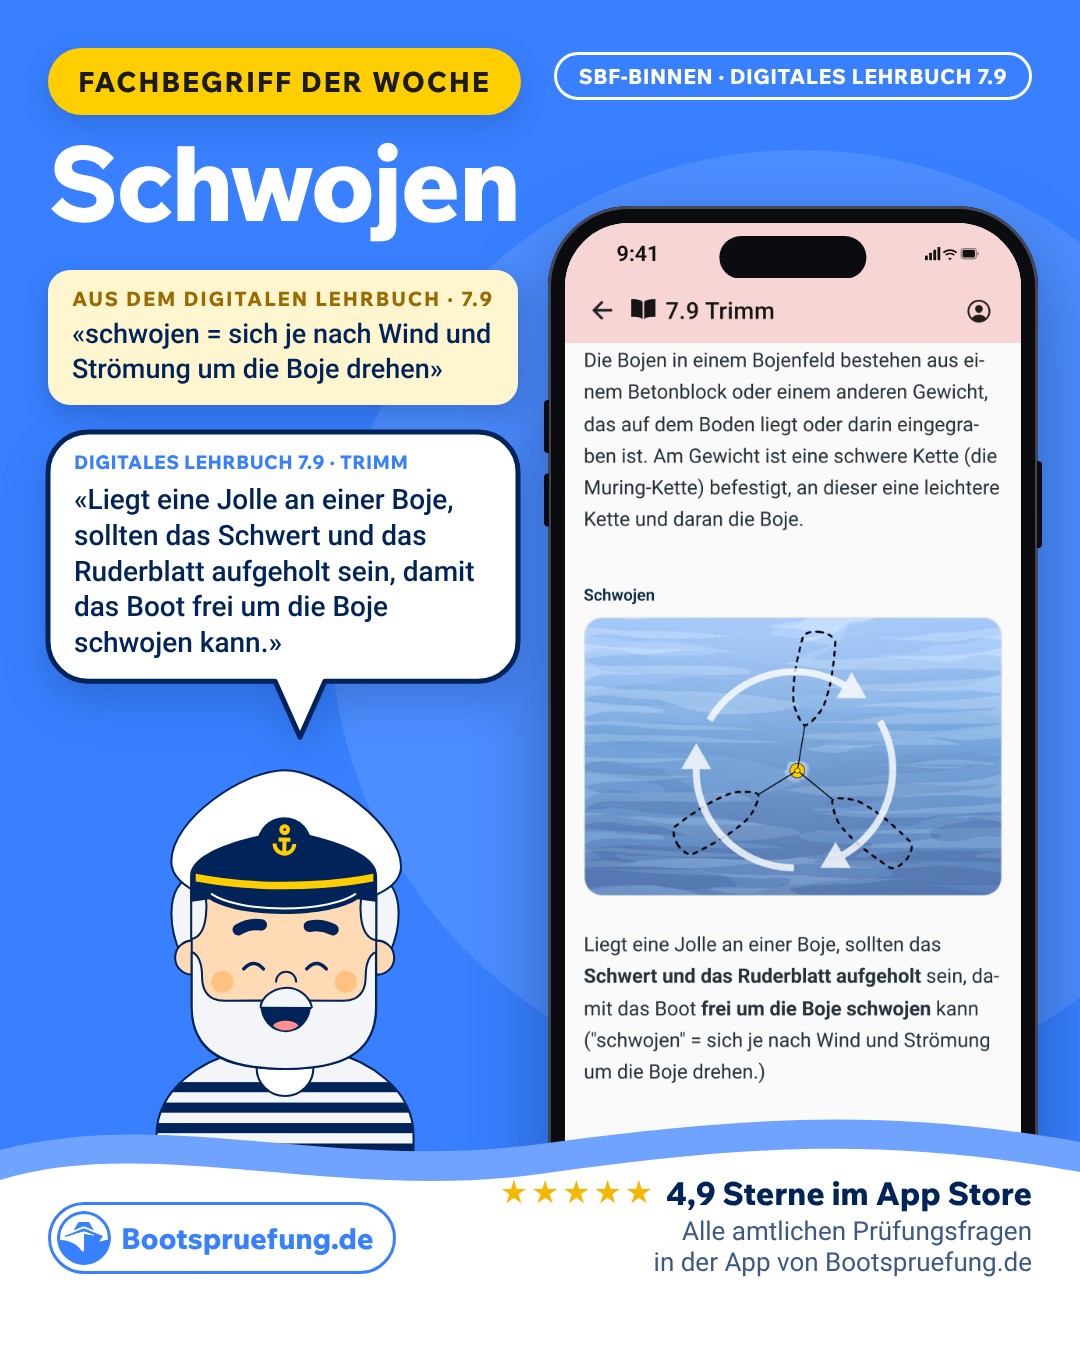 FACHBEGRIFF DER WOCHE
SBF-BINNEN · DIGITALES LEHRBUCH 7.9
Schwojen
AUS DEM DIGITALEN LEHRBUCH · 7.9
«schwojen = sich je nach Wind und
Strömung um die Boje drehen»
DIGITALES LEHRBUCH 7.9 · TRIMM
«Liegt eine Jolle an einer Boje,
sollten das Schwert und das
Ruderblatt aufgeholt sein, damit
das Boot frei um die Boje
schwojen kann.»
9:41
7.9 Trimm
Die Bojen in einem Bojenfeld bestehen aus ei-
nem Betonblock oder einem anderen Gewicht,
das auf dem Boden liegt oder darin eingegra-
ben ist. Am Gewicht ist eine schwere Kette (die
Muring-Kette) befestigt, an dieser eine leichtere
Kette und daran die Boje.
Schwojen
Liegt eine Jolle an einer Boje, sollten das
Schwert und das Ruderblatt aufgeholt sein, da-
mit das Boot frei um die Boje schwojen kann
("schwojen" = sich je nach Wind und Strömung
um die Boje drehen.)
★★★★★ 4,9 Sterne im App Store
Alle amtlichen Prüfungsfragen
in der App von Bootspruefung.de
Bootspruefung.de